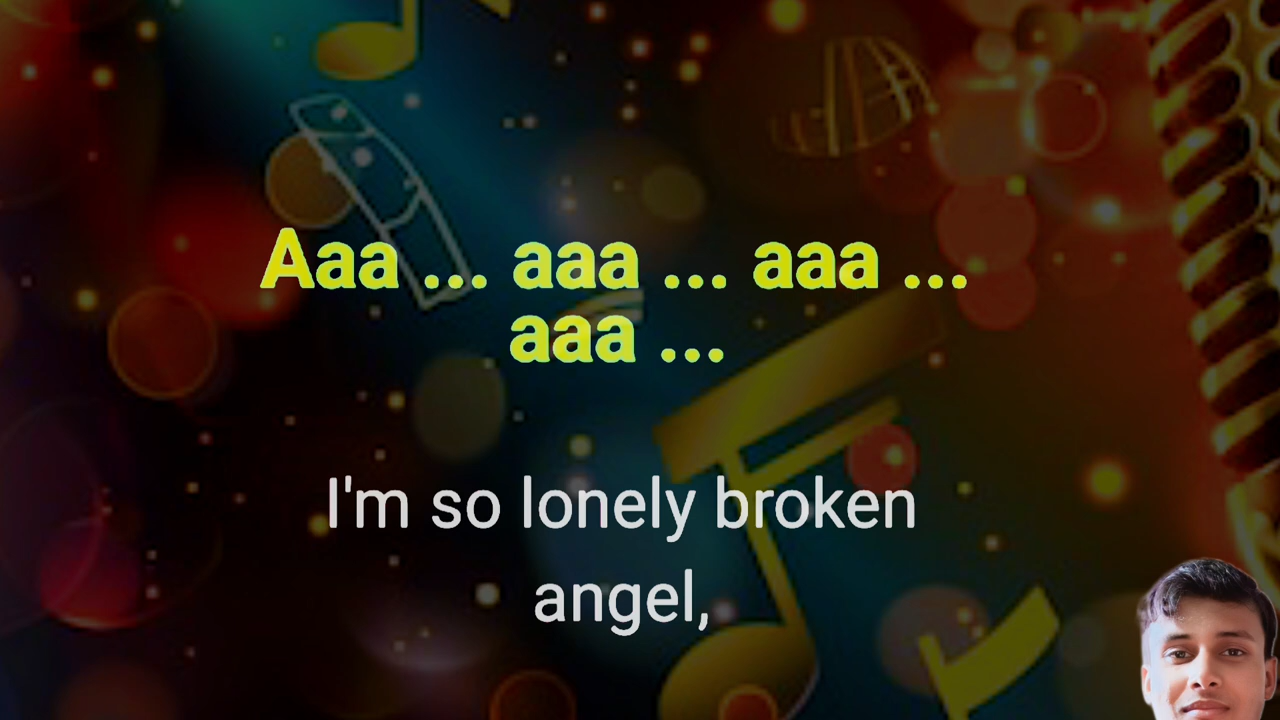 Aaa ... aaa ... aaa ...
aaa ...
I'm so lonely broken
angel,